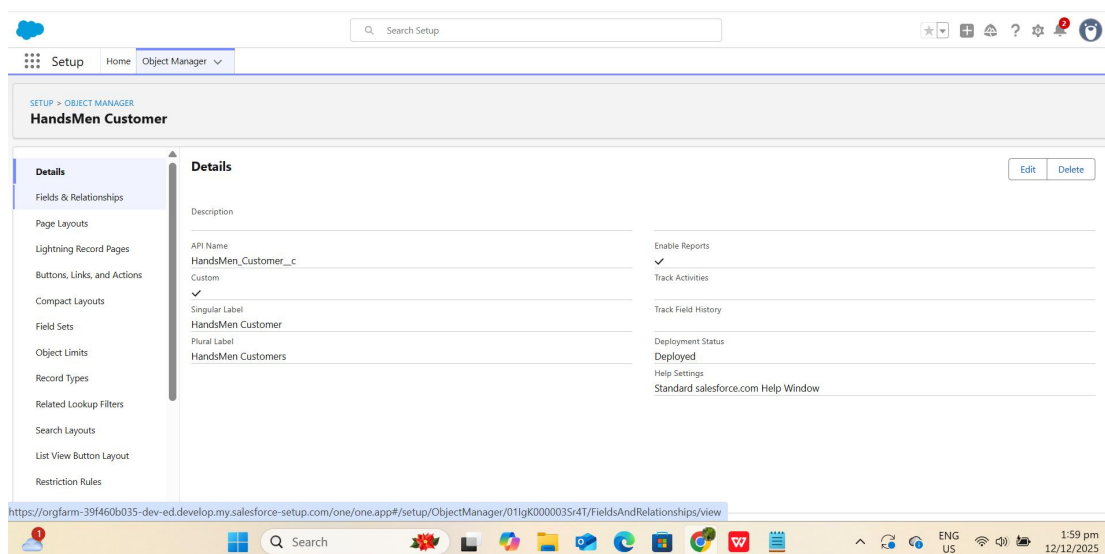 Search Setup
2
Setup
Home
Object Manager
SETUP > OBJECT MANAGER
HandsMen Customer
Details
Fields & Relationships
Page Layouts
Lightning Record Pages
Buttons, Links, and Actions
Compact Layouts
Field Sets
Object Limits
Record Types
Related Lookup Filters
Search Layouts
List View Button Layout
Restriction Rules
Details
Edit
Delete
Description
API Name
HandsMen_Customer__c
Custom
Singular Label
HandsMen Customer
Plural Label
HandsMen Customers
Enable Reports
Track Activities
Track Field History
Deployment Status
Deployed
Help Settings
Standard salesforce.com Help Window
https://orgfarm-39f460b035-dev-ed.develop.my.salesforce-setup.com/one/one.app#/setup/ObjectManager/01IgK000003Sr4T/FieldsAndRelationships/view
1
Search
W
ENG
US
1:59 pm
12/12/2025